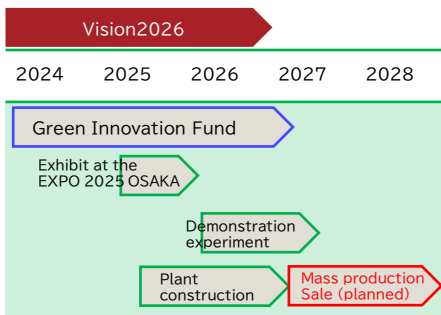 Vision2026
2024 2025 2026 2027 2028
Green Innovation Fund
Exhibit at the
EXPO 2025 OSAKA
Demonstration
experiment
Plant
construction
Mass production
Sale (planned)